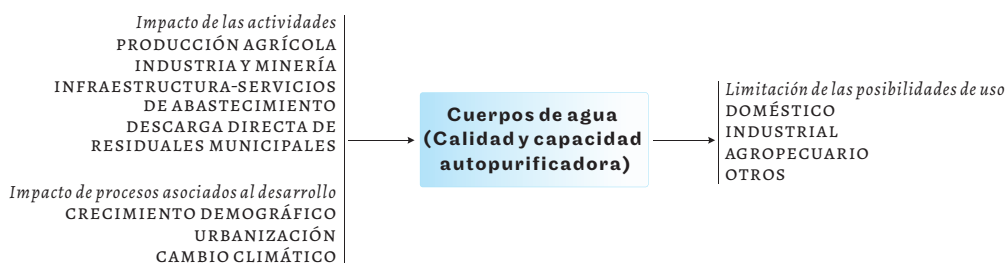 Impacto de las actividades
PRODUCCIÓN AGRÍCOLA
INDUSTRIA Y MINERÍA
INFRAESTRUCTURA-SERVICIOS
DE ABASTECIMIENTO
DESCARGA DIRECTA DE
RESIDUALES MUNICIPALES
Impacto de procesos asociados al desarrollo
CRECIMIENTO DEMOGRÁFICO
URBANIZACIÓN
CAMBIO CLIMÁTICO
Cuerpos de agua
(Calidad y capacidad
autopurificadora)
Limitación de las posibilidades de uso
DOMÉSTICO
INDUSTRIAL
AGROPECUARIO
OTROS